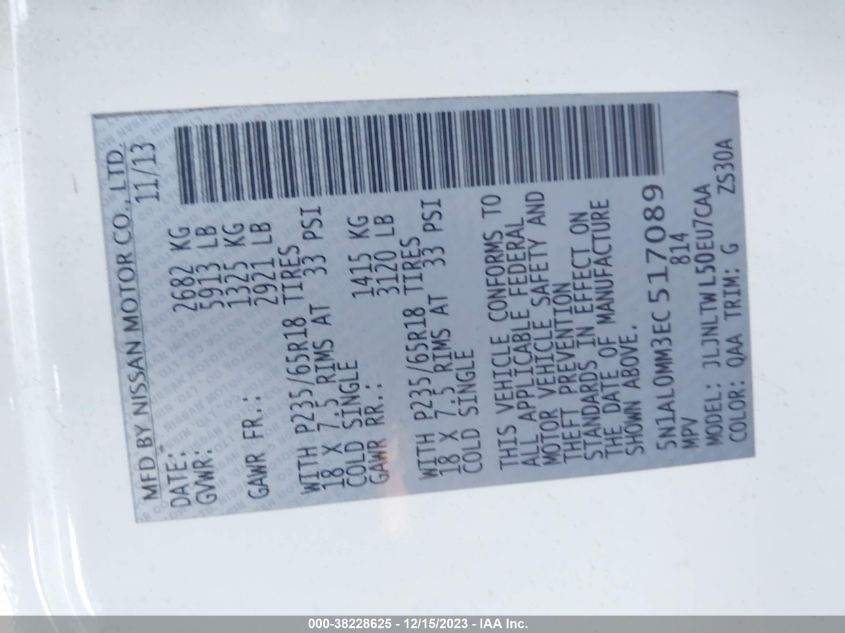 MFD BY NISSAN MOTOR CO., LTD.
DATE: 11/13
GVWR: 2682 KG
5913 LB
GAWR FR.: 1325 KG
2921 LB
WITH P235/65R18 TIRES
18 X 7.5 RIMS AT 33 PSI
COLD SINGLE
GAWR RR.: 1415 KG
3120 LB
WITH P235/65R18 TIRES
18 X 7.5 RIMS AT 33 PSI
COLD SINGLE
THIS VEHICLE CONFORMS TO
ALL APPLICABLE FEDERAL
MOTOR VEHICLE SAFETY AND
THEFT PREVENTION
STANDARDS IN EFFECT ON
THE DATE OF MANUFACTURE
SHOWN ABOVE.
5N1AL0MM3EC517089
MPV 814
MODEL: JLJNLTWL50EU7CAA
COLOR: QAA TRIM: G ZS30A
000-38228625 - 12/15/2023 - IAA Inc.